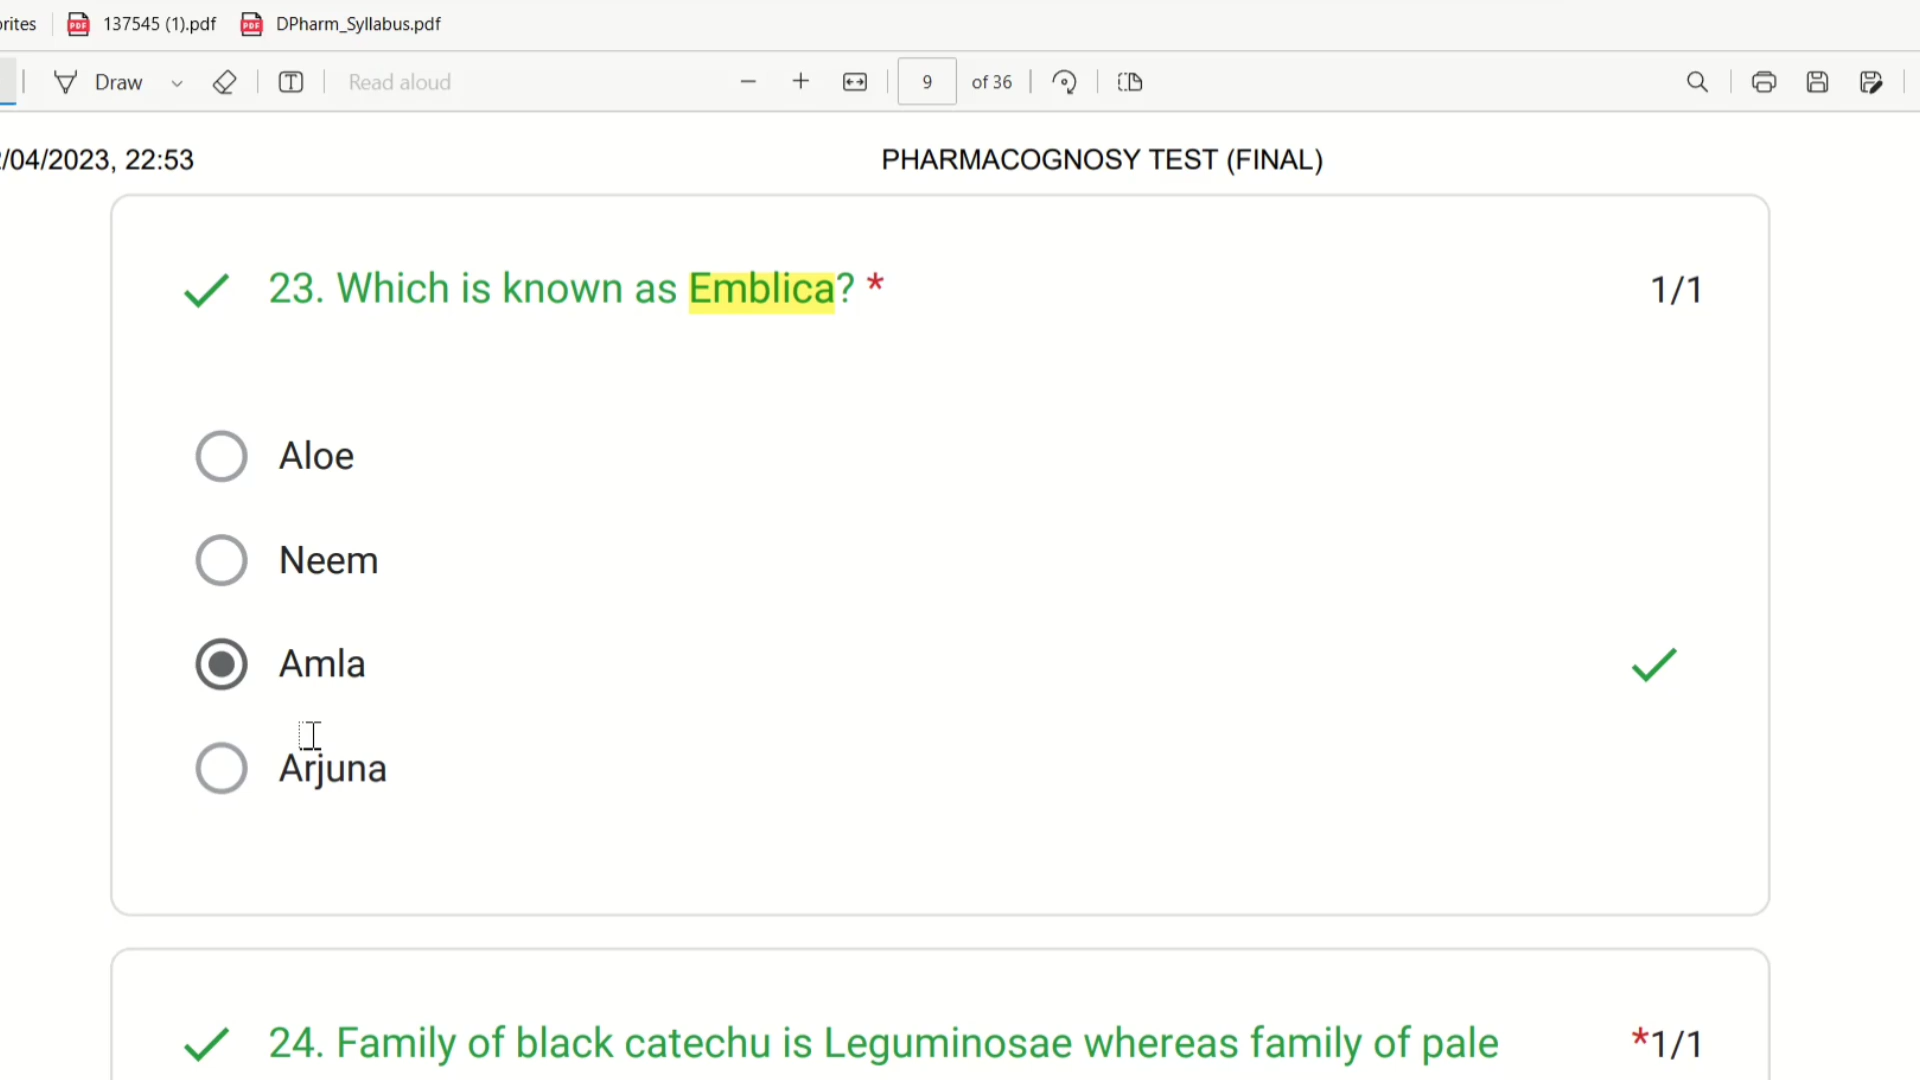 orites 137545 (1).pdf DPharm_Syllabus.pdf
Draw Read aloud 9 of 36
/04/2023, 22:53 PHARMACOGNOSY TEST (FINAL)
23. Which is known as Emblica? * 1/1
Aloe
Neem
Amla
Arjuna
24. Family of black catechu is Leguminosae whereas family of pale *1/1